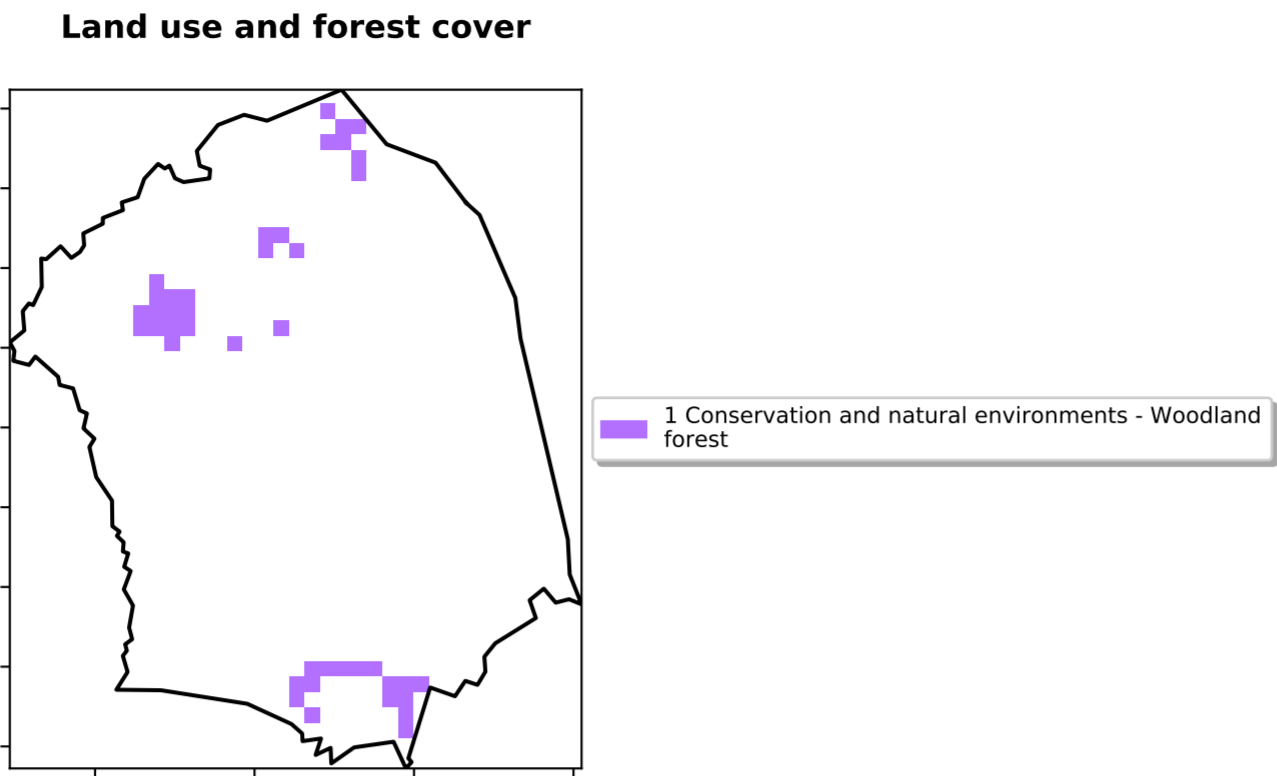 Land use and forest cover
1 Conservation and natural environments - Woodland
forest